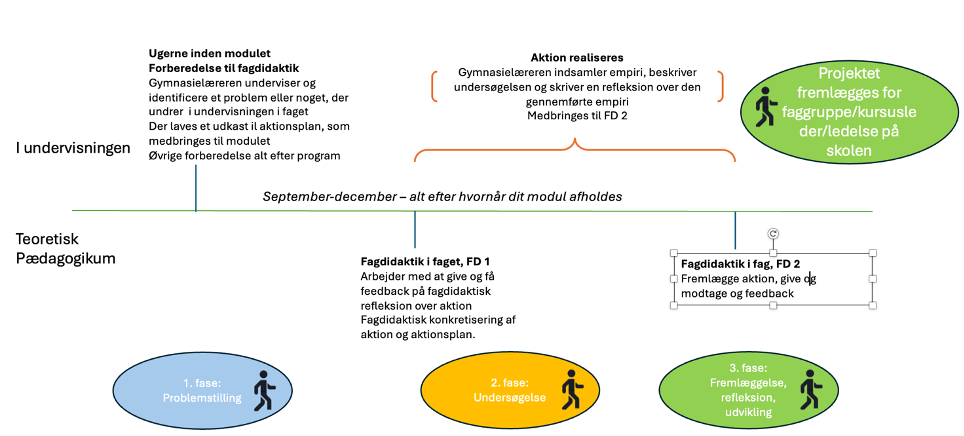 Ugerne inden modulet
Forberedelse til fagdidaktik
Gymnasielæreren underviser og
identificere et problem eller noget, der
undrer i undervisningen i faget
Der laves et udkast il aktionsplan, som
medbringes til modulet
Øvrige forberedelse alt efter program
Aktion realiseres
Gymnasielæreren indsamler empiri, beskriver
undersøgelsen og skriver en refleksion over den
gennemførte empiri
Medbringes til FD 2
Projektet
fremlægges for
faggruppe/kursusle
der/ledelse på
skolen
I undervisningen
September-december – alt efter hvornår dit modul afholdes
Teoretisk
Pædagogikum
Fagdidaktik i faget, FD 1
Arbejder med at give og få
feedback på fagdidaktisk
refleksion over aktion
Fagdidaktisk konkretisering af
aktion og aktionsplan.
Fagdidaktik i fag, FD 2
Fremlægge aktion, give og
modtage og feedback
1. fase:
Problemstilling
2. fase:
Undersøgelse
3. fase:
Fremlæggelse,
refleksion,
udvikling